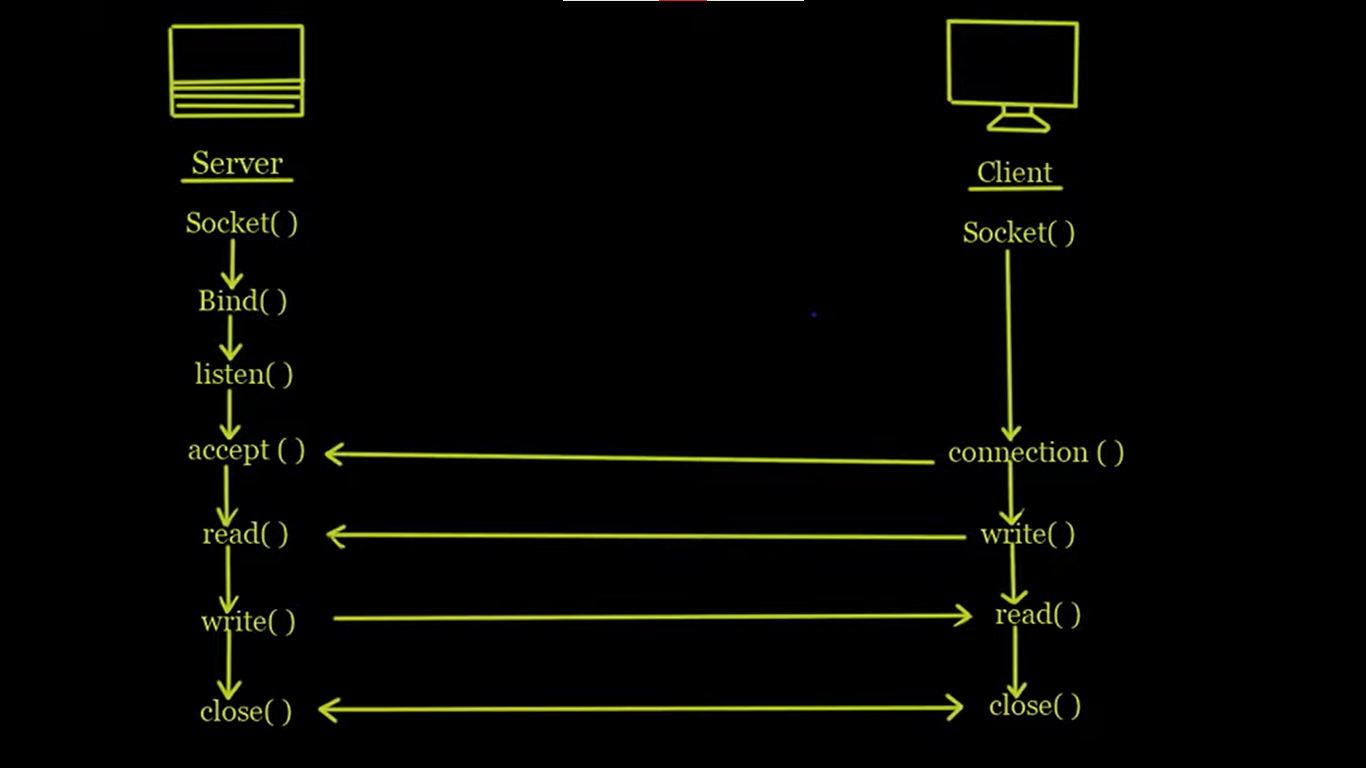 Server
Socket( )
Bind( )
listen( )
accept ( )
read( )
write( )
close( )
Client
Socket( )
connection ( )
write( )
read( )
close( )